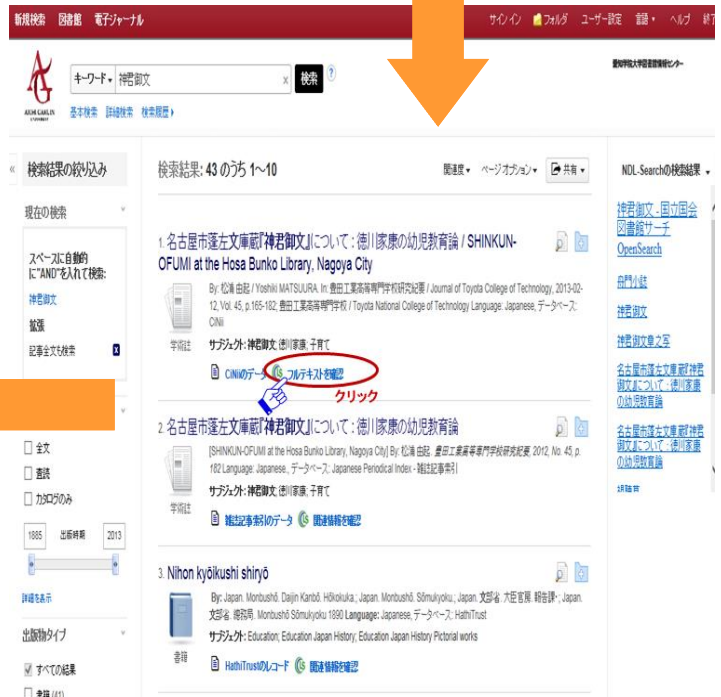 新規検索 図書館 電子ジャーナル
サインイン フォルダ ユーザー設定 言語 ヘルプ 終了
愛知学院大学図書館情報センター
キーワード 神君御文 x 検索 ?
AICHI GAKUIN
UNIVERSITY
基本検索 詳細検索 検索履歴
« 検索結果の絞り込み
検索結果: 43 のうち 1~10
関連度 ページオプション 共有
NDL-Searchの検索結果
現在の検索
スペースに自動的
に"AND"を入れて検索:
神君御文
拡張
記事全文も検索 x
全文
査読
カタログのみ
1885 出版時期 2013
詳細を表示
出版物タイプ
すべての結果
書籍 (41)
1. 名古屋市蓬左文庫蔵『神君御文』について : 徳川家康の幼児教育論 / SHINKUN-
OFUMI at the Hosa Bunko Library, Nagoya City
By: 松浦 由起 / Yoshiki MATSUURA. In: 豊田工業高等専門学校研究紀要 / Journal of Toyota College of Technology, 2013-02-
12, Vol. 45, p.165-182; 豊田工業高等専門学校 / Toyota National College of Technology Language: Japanese, データベース:
CiNii
学術誌
サブジェクト: 神君御文; 徳川家康; 子育て
CiNiiのデータ フルテキストを確認
クリック
2. 名古屋市蓬左文庫蔵『神君御文』について : 徳川家康の幼児教育論
[SHINKUN-OFUMI at the Hosa Bunko Library, Nagoya City] By: 松浦 由起. 豊田工業高等専門学校研究紀要, 2012, No. 45, p.
182 Language: Japanese., データベース: Japanese Periodical Index - 雑誌記事索引
サブジェクト: 神君御文; 徳川家康; 子育て
学術誌
雑誌記事索引のデータ 関連情報を確認
3. Nihon kyōikushi shiryō
By: Japan. Monbushō. Daijin Kanbō. Hōkokuka.; Japan. Monbushō. Sōmukyoku.; Japan. 文部省. 大臣官房. 報告課.; Japan.
文部省. 總務局. Monbushō Sōmukyoku 1890 Language: Japanese, データベース: HathiTrust
サブジェクト: Education; Education Japan History; Education Japan History Pictorial works
書籍
HathiTrustのレコード 関連情報を確認
神君御文 - 国立国会
図書館サーチ
OpenSearch
舟門小誌
神君御文
神君御文章之写
名古屋市蓬左文庫蔵『神君
御文』について : 徳川家康
の幼児教育論
名古屋市蓬左文庫蔵『神君
御文』について : 徳川家康
の幼児教育論